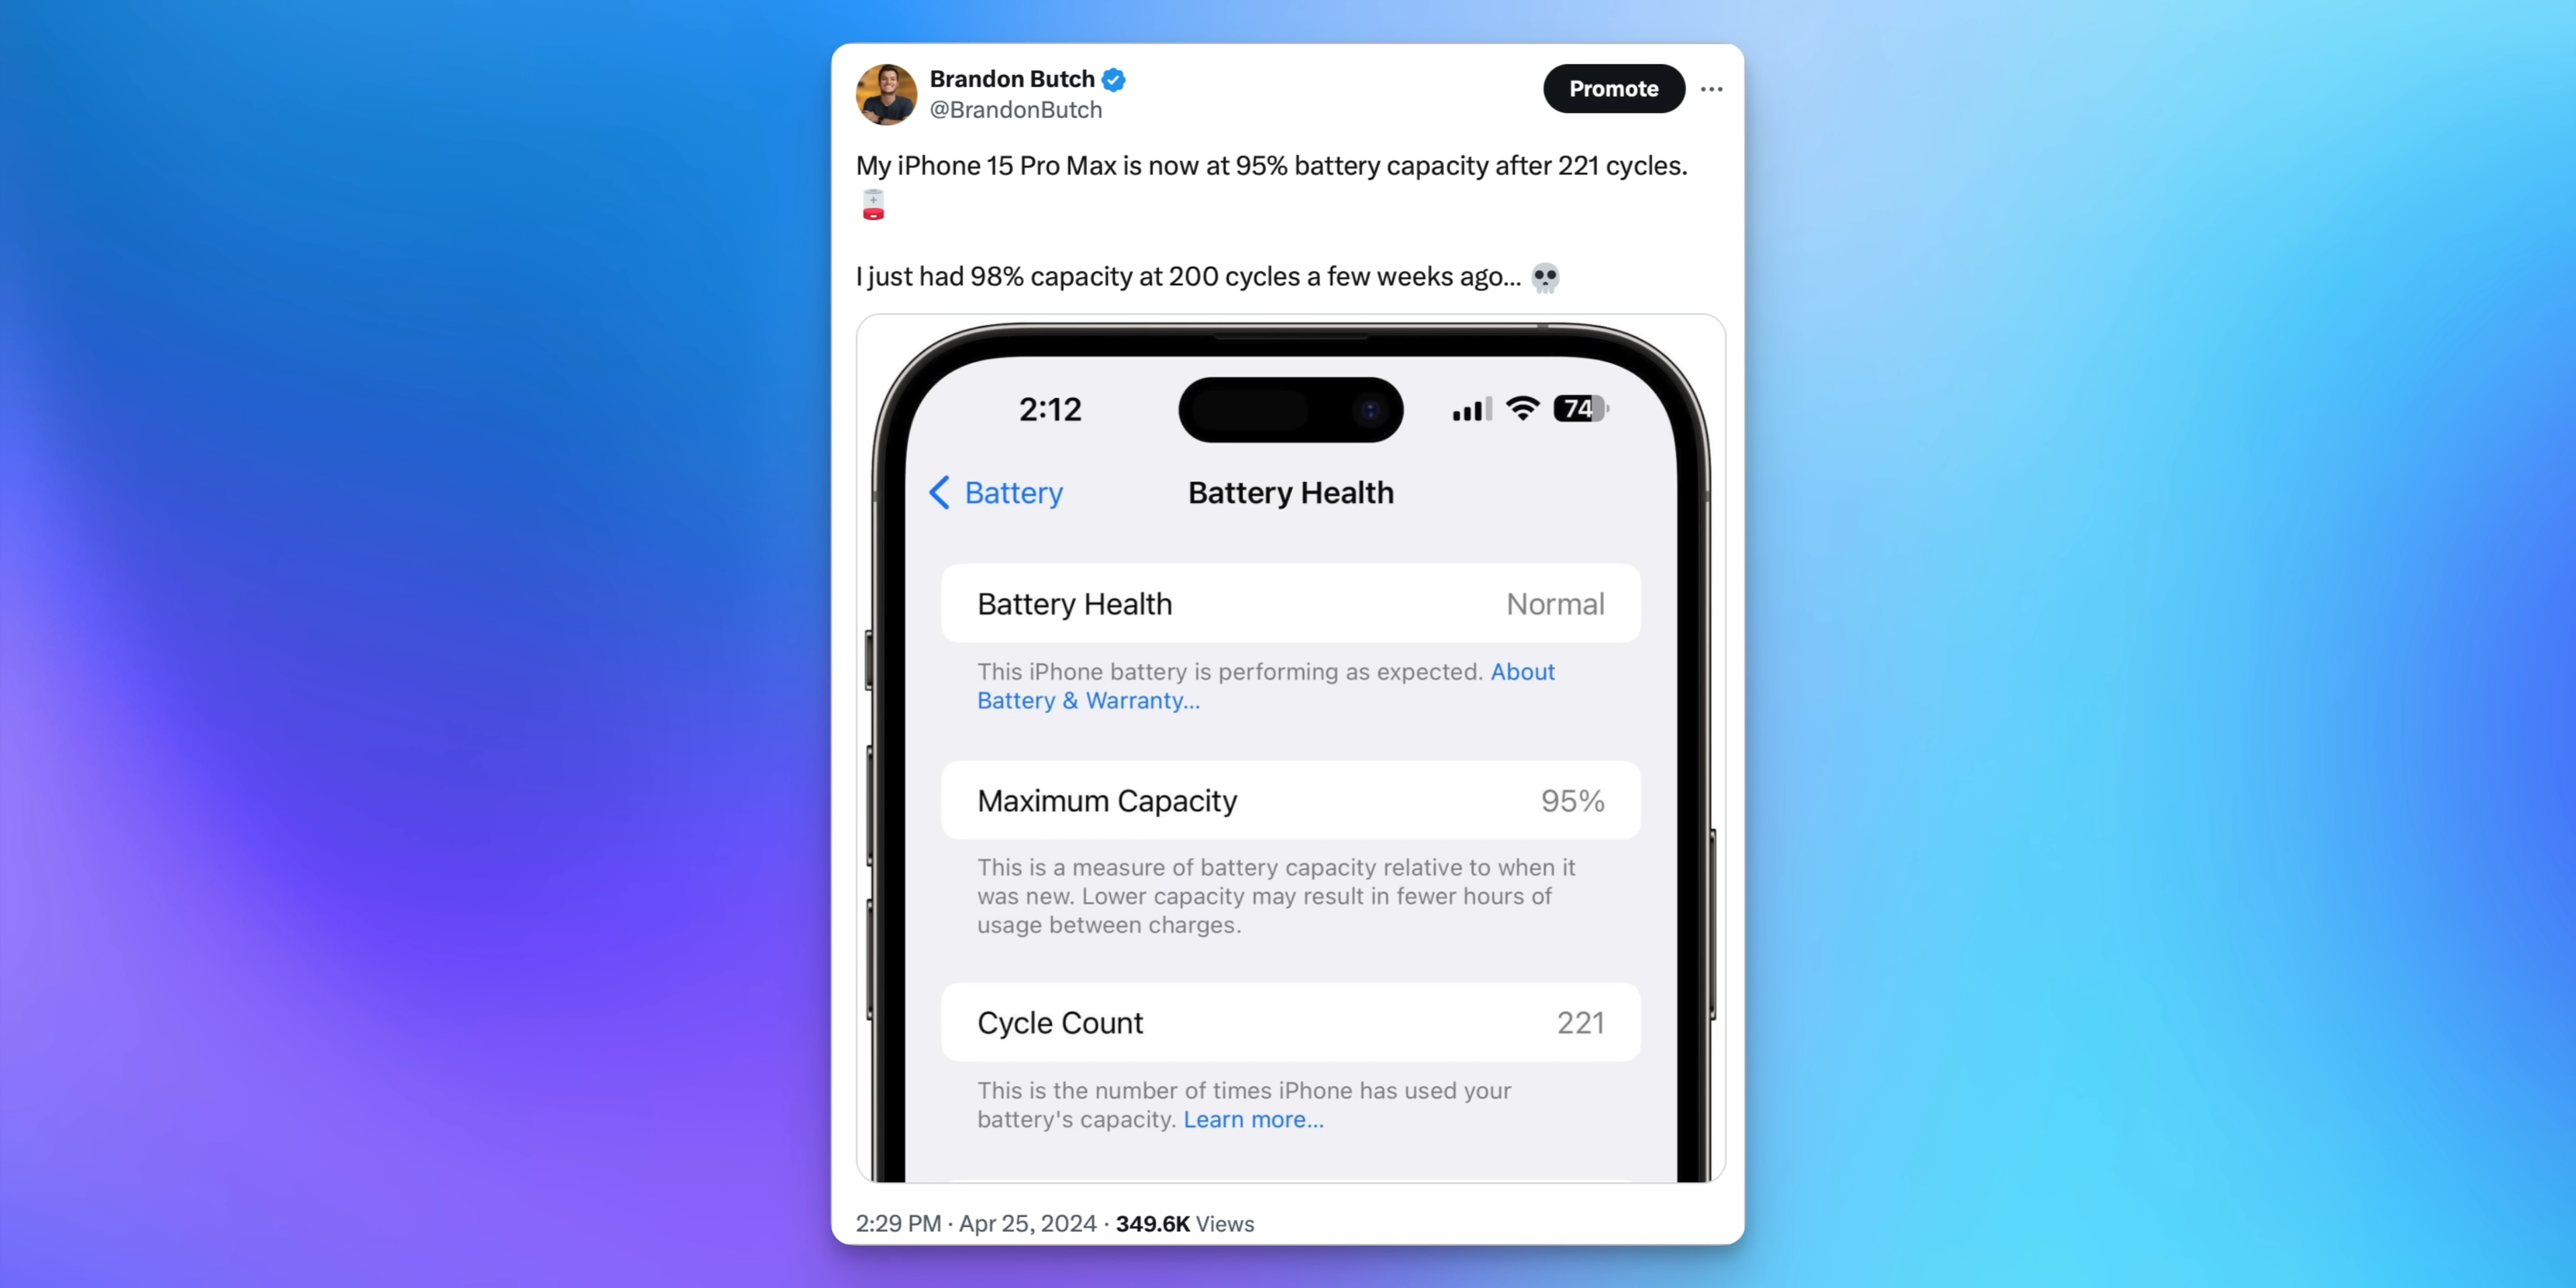 Brandon Butch
@BrandonButch
Promote
My iPhone 15 Pro Max is now at 95% battery capacity after 221 cycles.
🪫
I just had 98% capacity at 200 cycles a few weeks ago... 💀
2:12
74
Battery
Battery Health
Battery Health Normal
This iPhone battery is performing as expected. About
Battery & Warranty...
Maximum Capacity 95%
This is a measure of battery capacity relative to when it
was new. Lower capacity may result in fewer hours of
usage between charges.
Cycle Count 221
This is the number of times iPhone has used your
battery's capacity. Learn more...
2:29 PM · Apr 25, 2024 · 349.6K Views